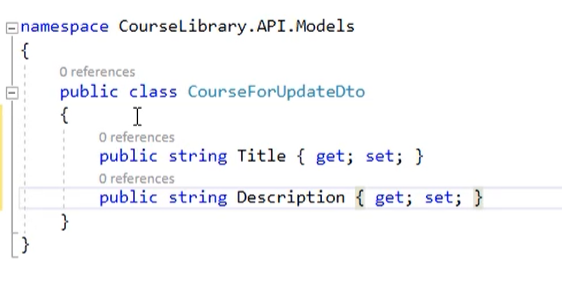 namespace CourseLibrary.API.Models
{
0 references
public class CourseForUpdateDto
{
0 references
public string Title { get; set; }
0 references
public string Description { get; set; }
}
}